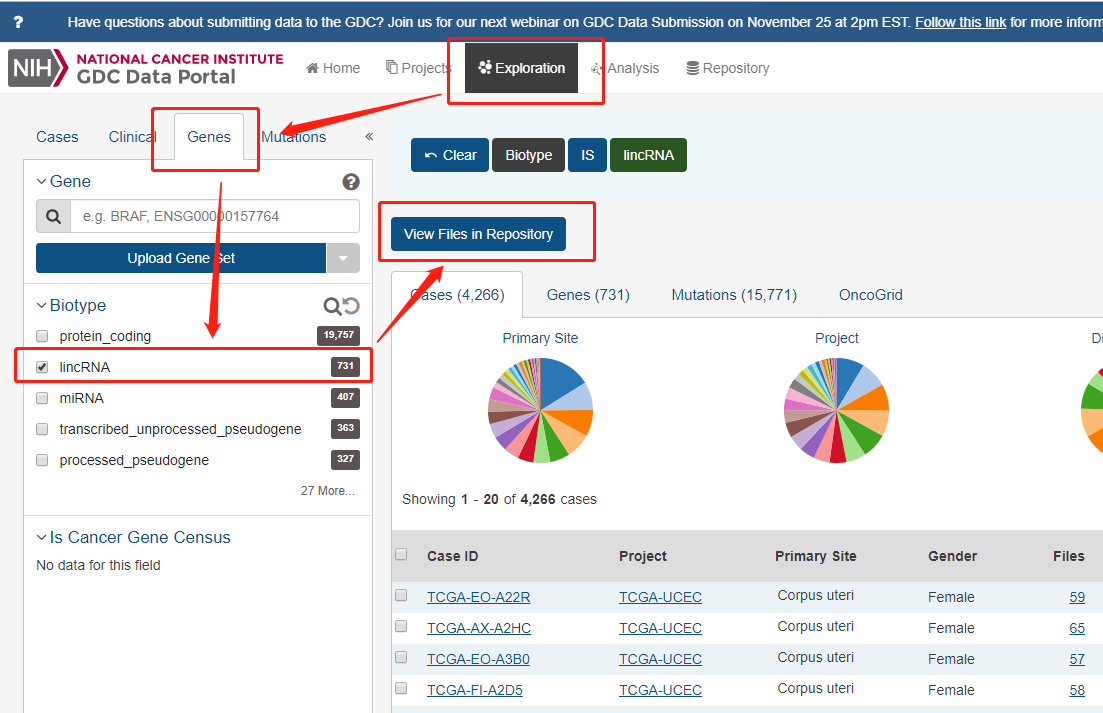 ? Have questions about submitting data to the GDC? Join us for our next webinar on GDC Data Submission on November 25 at 2pm EST. Follow this link for more inform
NIH NATIONAL CANCER INSTITUTE
GDC Data Portal
Home Projects Exploration Analysis Repository
Cases Clinical Genes Mutations «
Gene ?
e.g. BRAF, ENSG00000157764
Upload Gene Set
Biotype
protein_coding 19,757
lincRNA 731
miRNA 407
transcribed_unprocessed_pseudogene 363
processed_pseudogene 327
27 More...
Is Cancer Gene Census
No data for this field
Clear Biotype IS lincRNA
View Files in Repository
Cases (4,266) Genes (731) Mutations (15,771) OncoGrid
Primary Site Project Di
Showing 1 - 20 of 4,266 cases
Case ID Project Primary Site Gender Files
TCGA-EO-A22R TCGA-UCEC Corpus uteri Female 59
TCGA-AX-A2HC TCGA-UCEC Corpus uteri Female 65
TCGA-EO-A3B0 TCGA-UCEC Corpus uteri Female 57
TCGA-FI-A2D5 TCGA-UCEC Corpus uteri Female 58